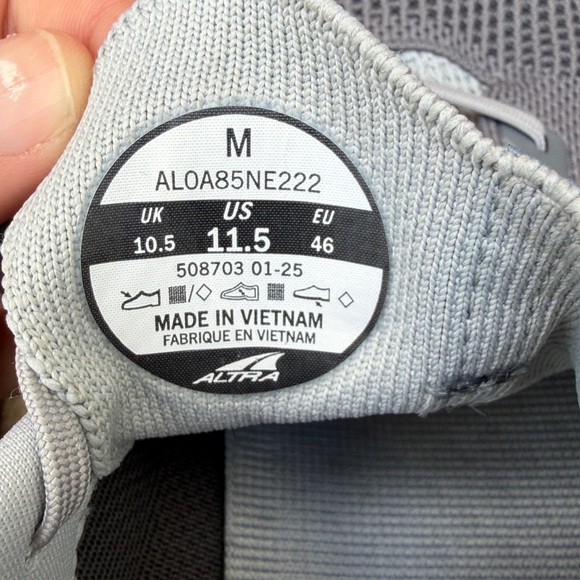 M
AL0A85NE222
UK US EU
10.5 11.5 46
508703 01-25
/
MADE IN VIETNAM
FABRIQUE EN VIETNAM
ALTRA